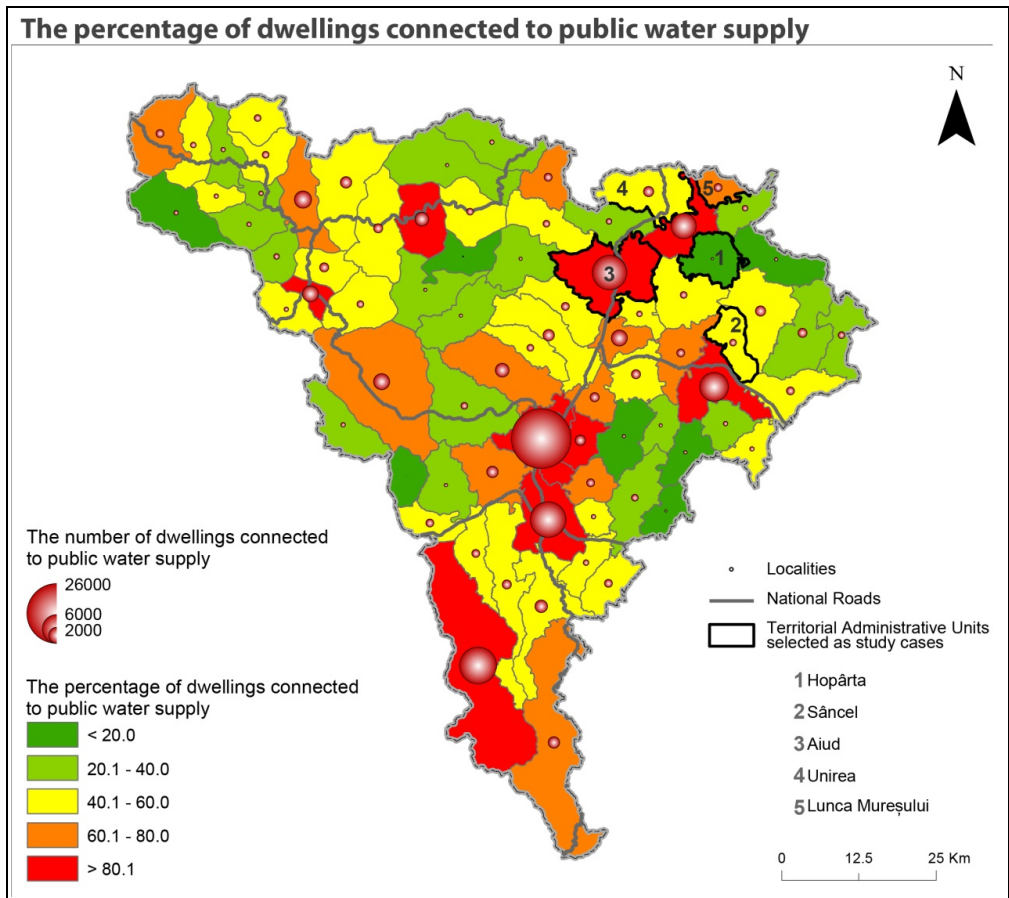 The percentage of dwellings connected to public water supply
N
4
5
1
3
2
The number of dwellings connected
to public water supply
26000
6000
2000
The percentage of dwellings connected
to public water supply
< 20.0
20.1 - 40.0
40.1 - 60.0
60.1 - 80.0
> 80.1
Localities
National Roads
Territorial Administrative Units
selected as study cases
1 Hopârta
2 Sâncel
3 Aiud
4 Unirea
5 Lunca Mureșului
0 12.5 25 Km